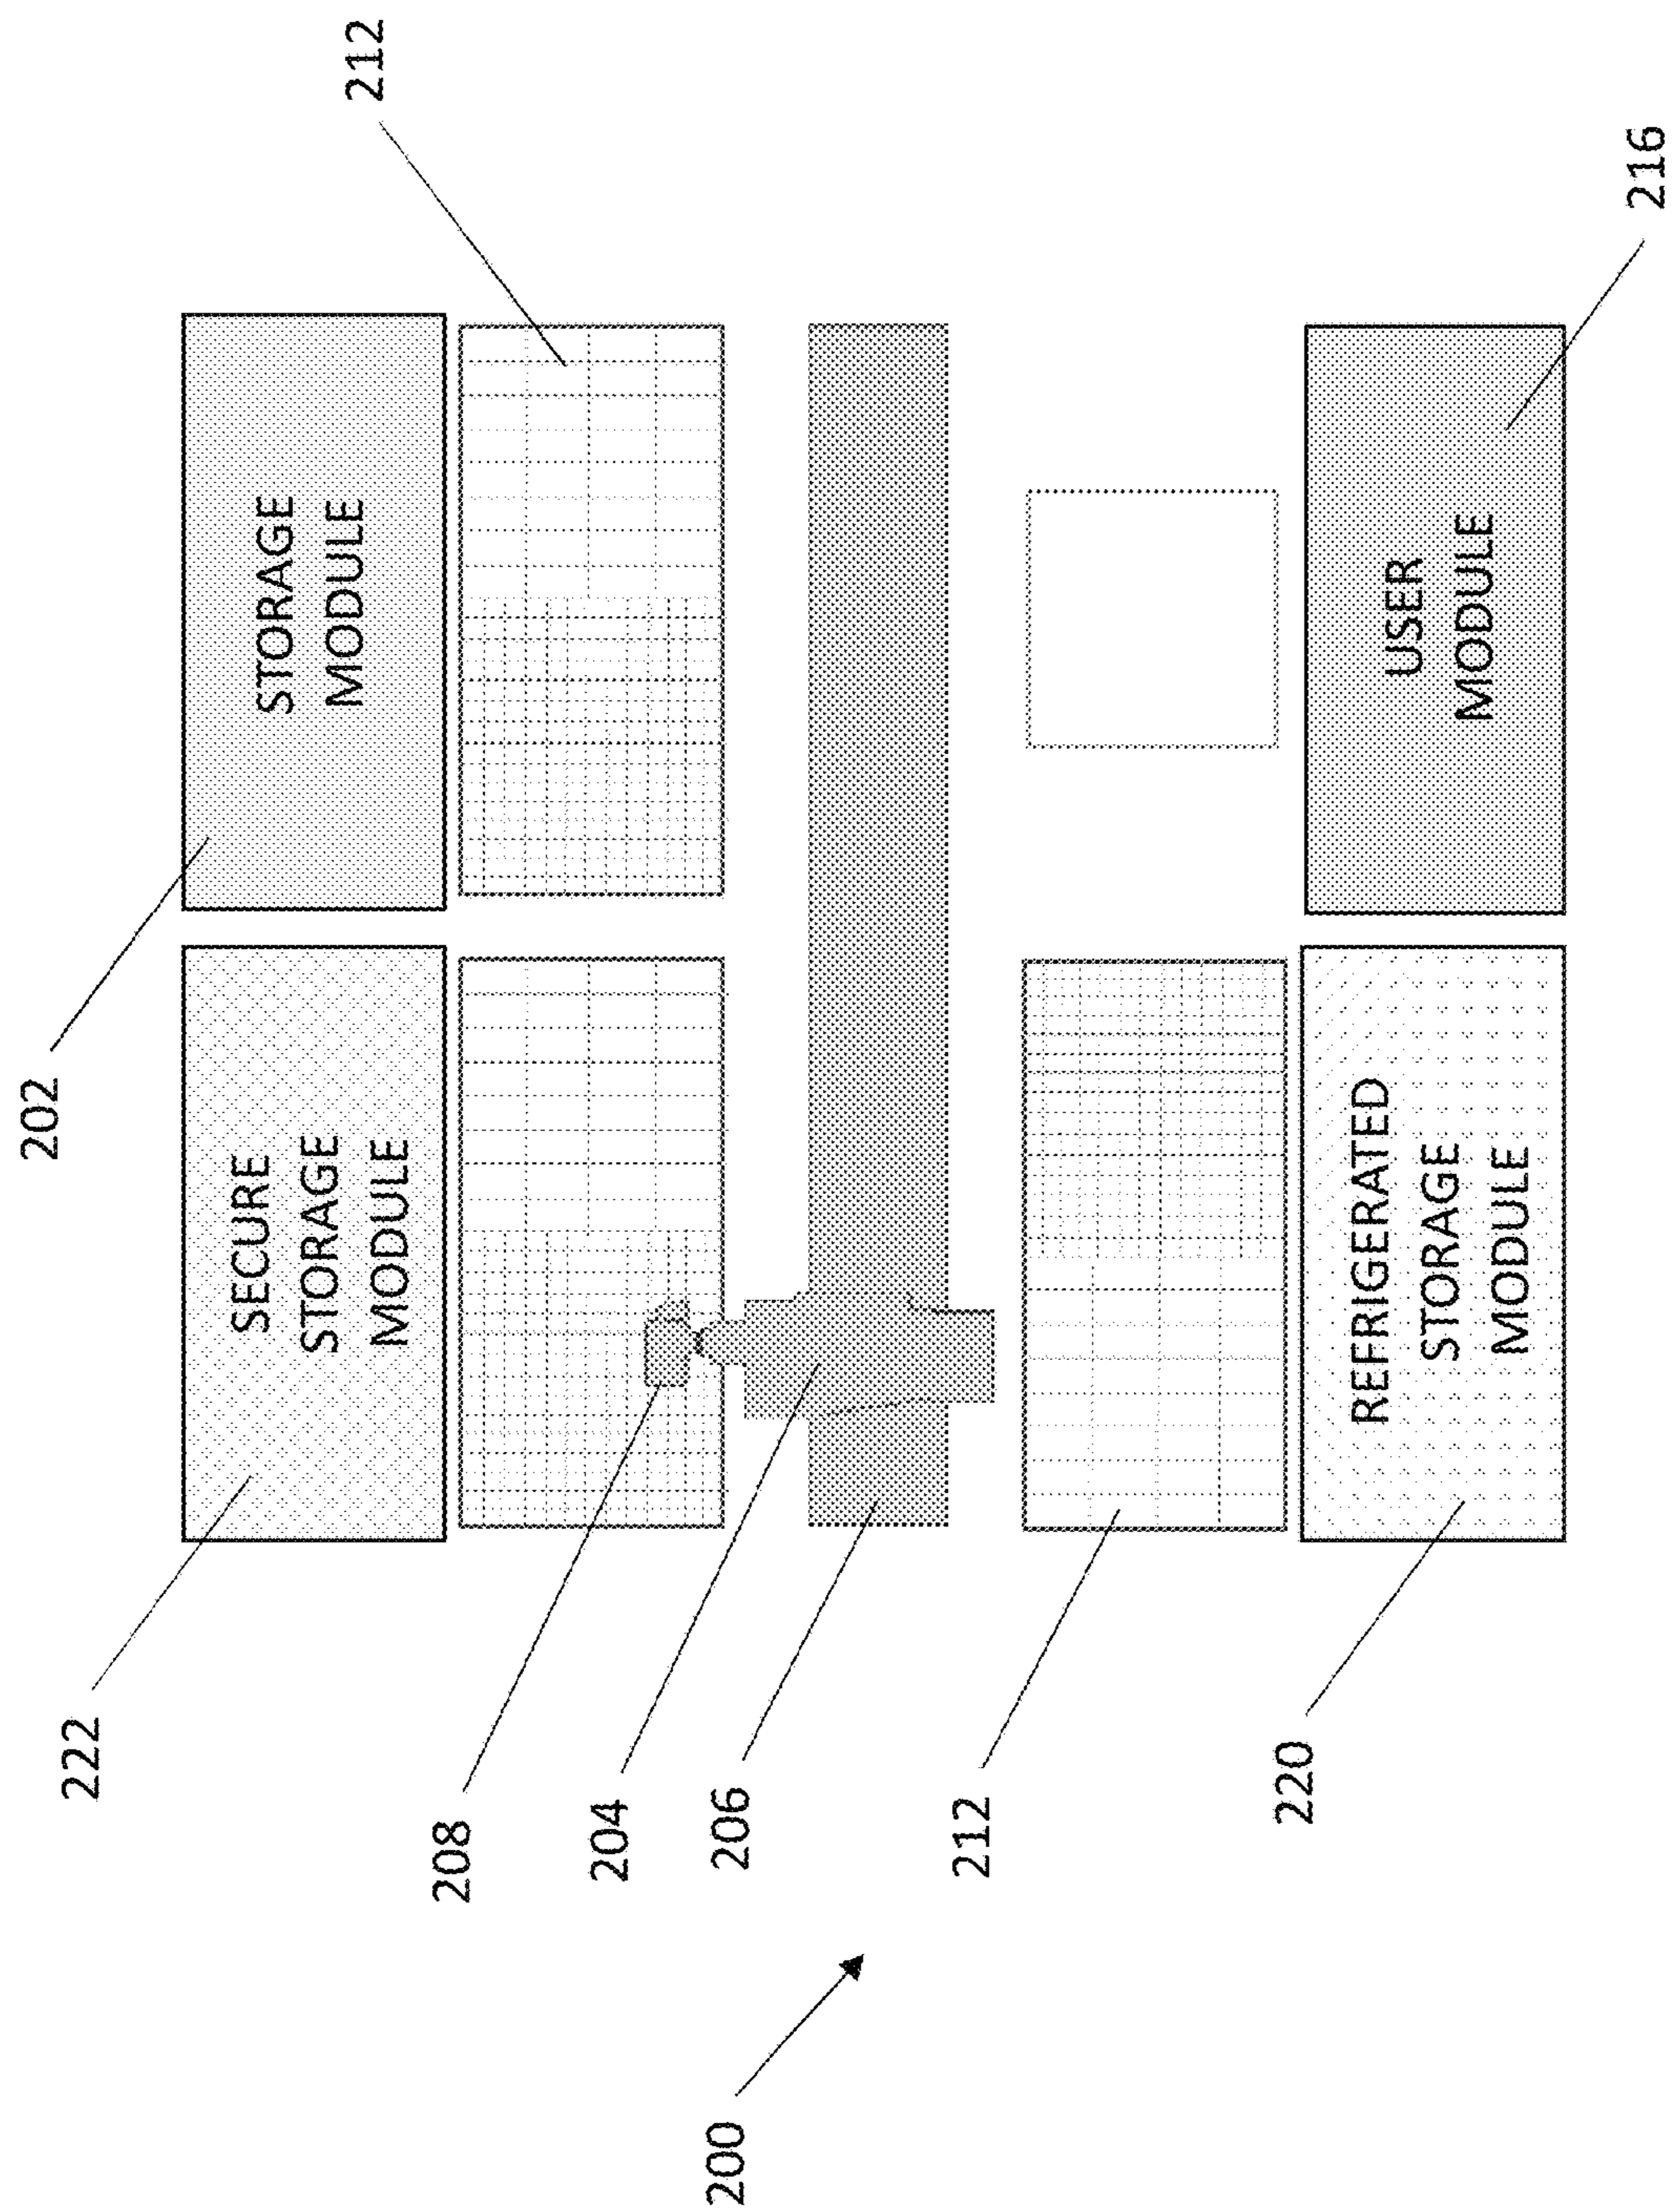 202
222
SECURE
STORAGE
MODULE
STORAGE
MODULE
212
208
204
200
206
212
220
REFRIGERATED
STORAGE
MODULE
USER
MODULE
216